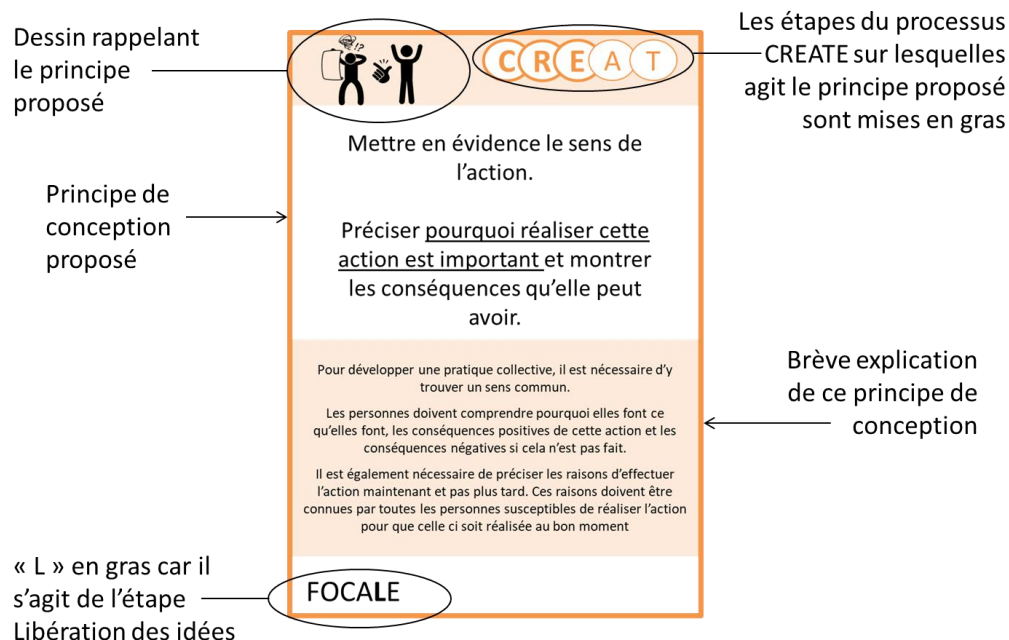 Dessin rappelant
le principe
proposé
Principe de
conception
proposé
« L » en gras car il
s'agit de l'étape
Libération des idées
!?
C R E A T
Mettre en évidence le sens de
l'action.
Préciser pourquoi réaliser cette
action est important et montrer
les conséquences qu'elle peut
avoir.
Pour développer une pratique collective, il est nécessaire d'y
trouver un sens commun.
Les personnes doivent comprendre pourquoi elles font ce
qu'elles font, les conséquences positives de cette action et les
conséquences négatives si cela n'est pas fait.
Il est également nécessaire de préciser les raisons d'effectuer
l'action maintenant et pas plus tard. Ces raisons doivent être
connues par toutes les personnes susceptibles de réaliser l'action
pour que celle ci soit réalisée au bon moment
FOCALE
Les étapes du processus
CREATE sur lesquelles
agit le principe proposé
sont mises en gras
Brève explication
de ce principe de
conception